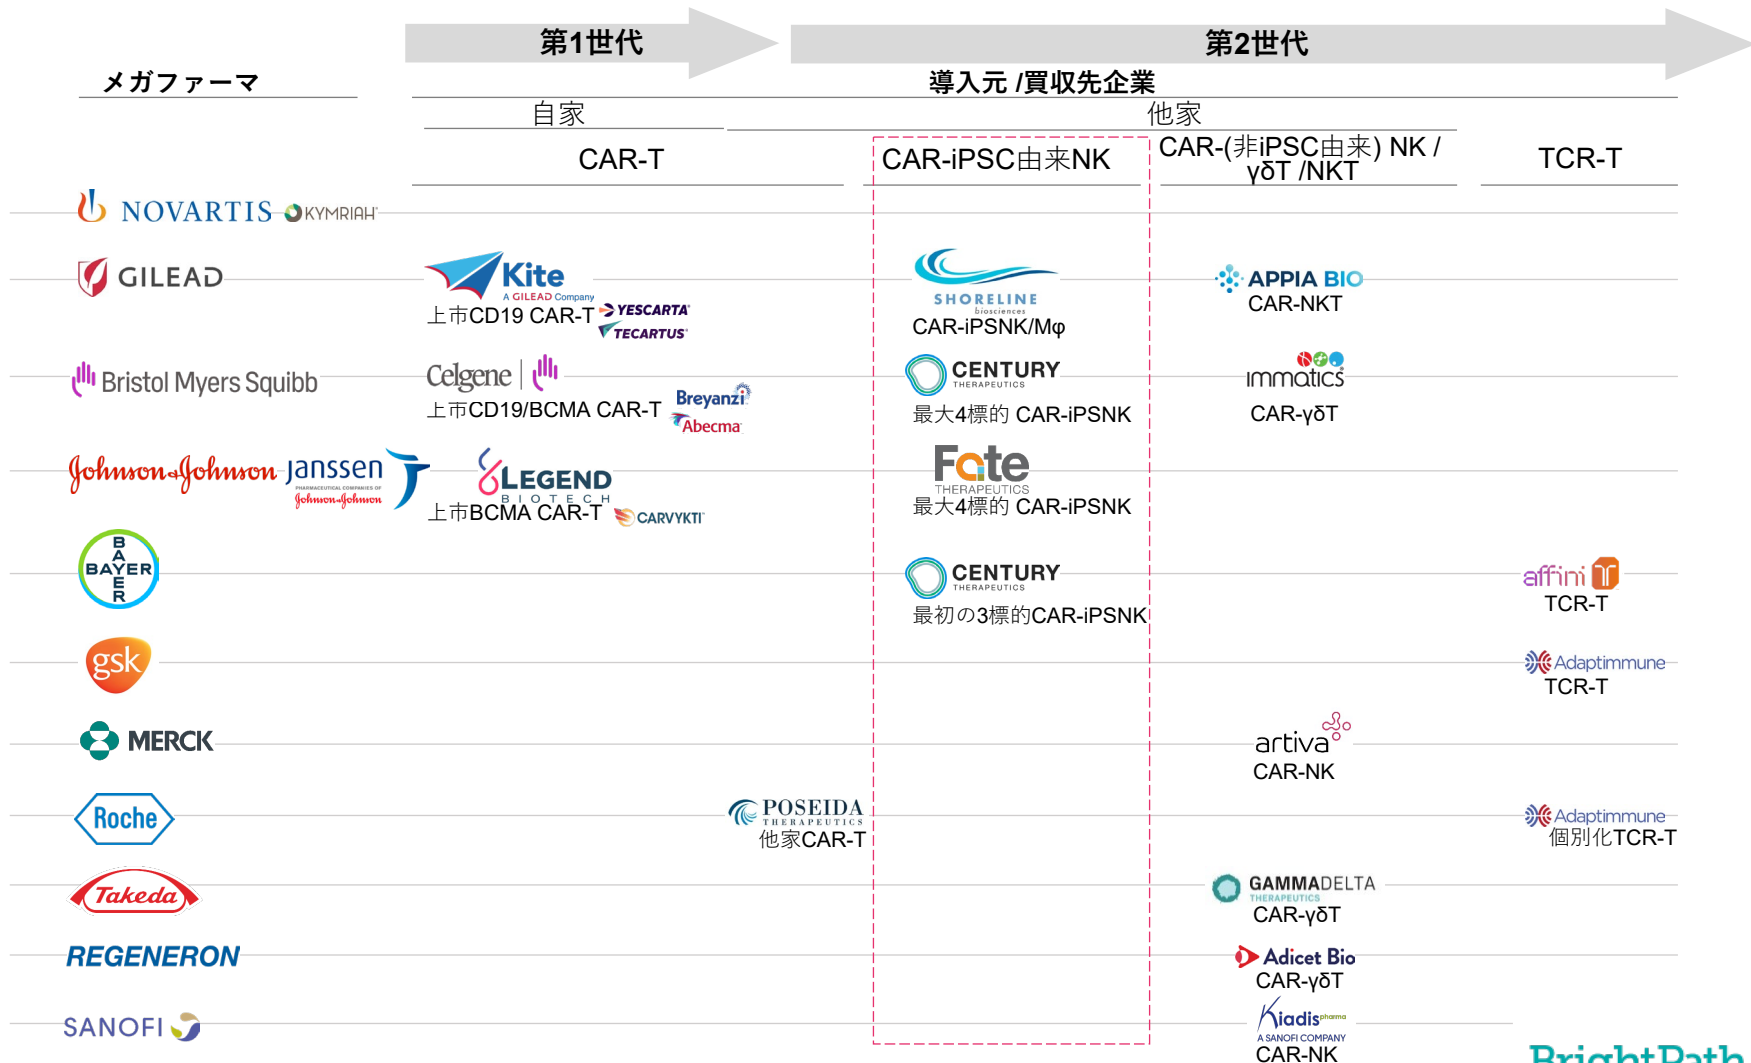 第1世代
第2世代
メガファーマ
導入元 /買収先企業
自家
他家
CAR-T
CAR-iPSC由来NK
CAR-(非iPSC由来) NK /
γδT /NKT
TCR-T
NOVARTIS KYMRIAH
GILEAD
Kite
A GILEAD Company
上市CD19 CAR-T YESCARTA
TECARTUS
SHORELINE
biosciences
CAR-iPSNK/Mφ
APPIA BIO
CAR-NKT
Bristol Myers Squibb
Celgene
上市CD19/BCMA CAR-T
Breyanzi
Abecma
CENTURY
THERAPEUTICS
最大4標的 CAR-iPSNK
immatics
CAR-γδT
Johnson & Johnson
janssen
PHARMACEUTICAL COMPANIES OF
Johnson & Johnson
LEGEND
BIOTECH
上市BCMA CAR-T CARVYKTI
Fate
THERAPEUTICS
最大4標的 CAR-iPSNK
BAYER
BAYER
CENTURY
THERAPEUTICS
最初の3標的CAR-iPSNK
affini T
TCR-T
gsk
Adaptimmune
TCR-T
MERCK
artiva
CAR-NK
Roche
POSEIDA
THERAPEUTICS
他家CAR-T
Adaptimmune
個別化TCR-T
Takeda
GAMMADELTA
THERAPEUTICS
CAR-γδT
REGENERON
Adicet Bio
CAR-γδT
SANOFI
Kiadis pharma
A SANOFI COMPANY
CAR-NK
BrightPath